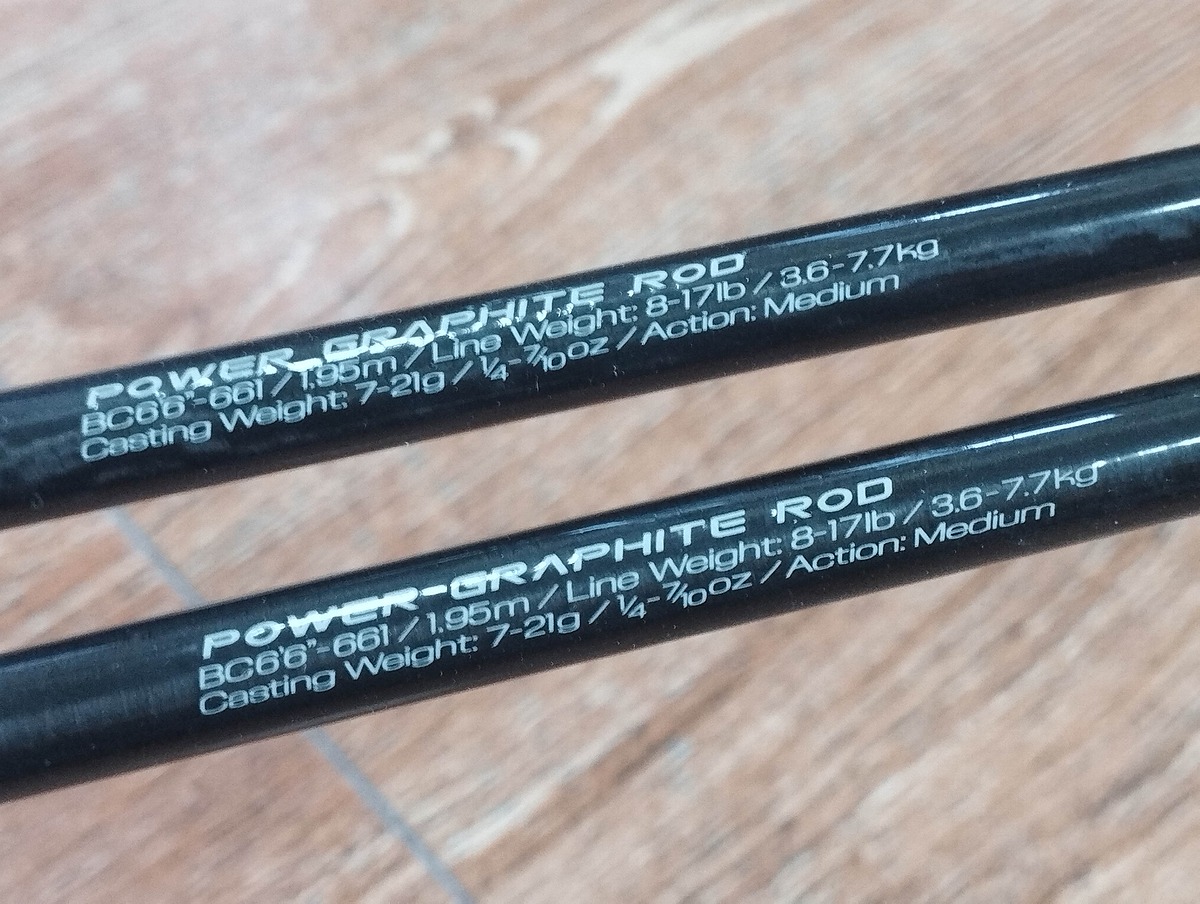 POWER-GRAPHITE ROD
BC6'6"-661 / 1.95m / Line Weight: 8-17lb / 3.6-7.7kg
Casting Weight: 7-21g / 1/4-7/10oz / Action: Medium
POWER-GRAPHITE ROD
BC6'6"-661 / 1.95m / Line Weight: 8-17lb / 3.6-7.7kg
Casting Weight: 7-21g / 1/4-7/10oz / Action: Medium